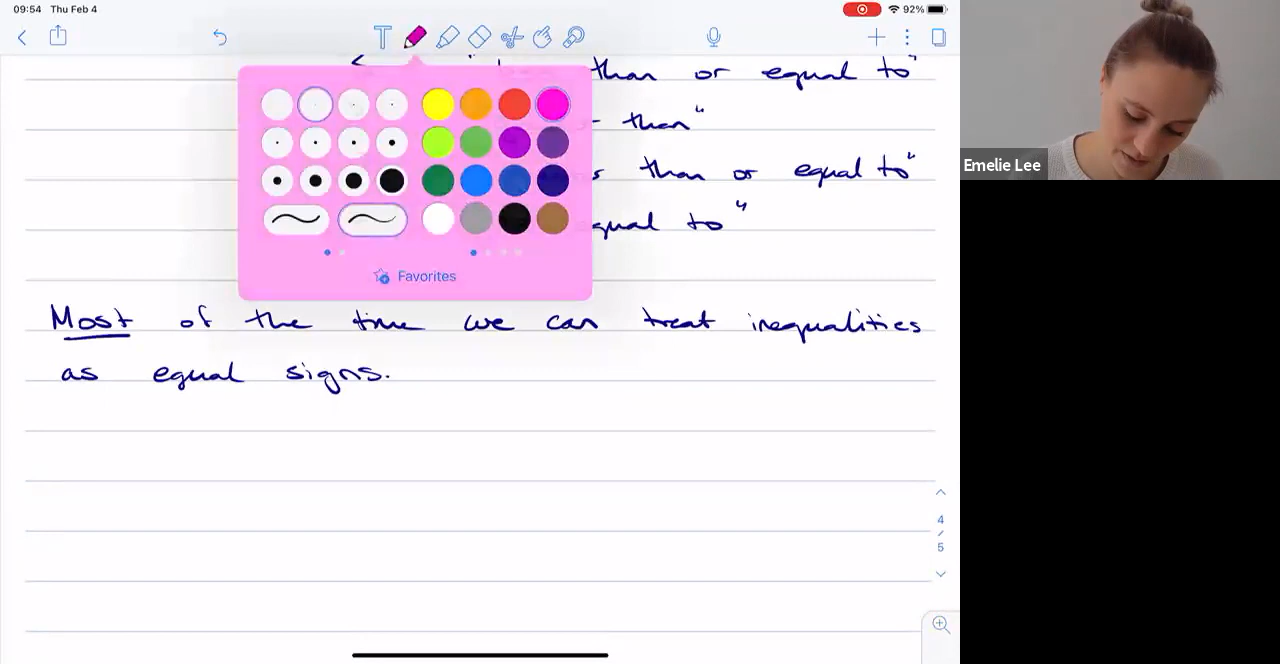 09:54 Thu Feb 4
92%
T
than or equal to"
than"
than or equal to"
equal to"
Favorites
Most of the time we can treat inequalities
as equal signs.
4
/
5
Emelie Lee